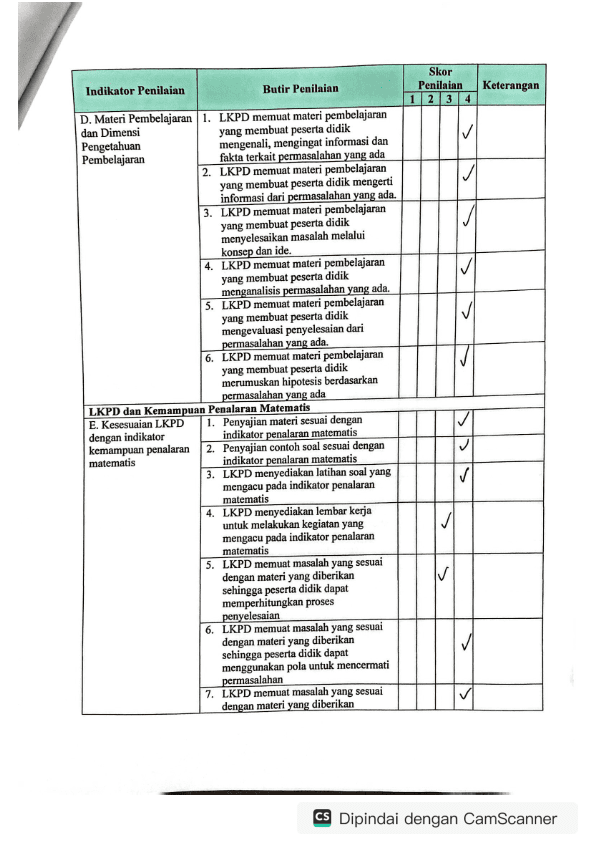 Indikator Penilaian
Butir Penilaian
Skor
Penilaian
1 2 3 4
Keterangan
D. Materi Pembelajaran
dan Dimensi
Pengetahuan
Pembelajaran
1. LKPD memuat materi pembelajaran
yang membuat peserta didik
mengenali, mengingat informasi dan
fakta terkait permasalahan yang ada
✓
2. LKPD memuat materi pembelajaran
yang membuat peserta didik mengerti
informasi dari permasalahan yang ada.
✓
3. LKPD memuat materi pembelajaran
yang membuat peserta didik
menyelesaikan masalah melalui
konsep dan ide.
✓
4. LKPD memuat materi pembelajaran
yang membuat peserta didik
menganalisis permasalahan yang ada.
✓
5. LKPD memuat materi pembelajaran
yang membuat peserta didik
mengevaluasi penyelesaian dari
permasalahan yang ada.
✓
6. LKPD memuat materi pembelajaran
yang membuat peserta didik
merumuskan hipotesis berdasarkan
permasalahan yang ada
✓
LKPD dan Kemampuan Penalaran Matematis
E. Kesesuaian LKPD
dengan indikator
kemampuan penalaran
matematis
1. Penyajian materi sesuai dengan
indikator penalaran matematis
✓
2. Penyajian contoh soal sesuai dengan
indikator penalaran matematis
✓
3. LKPD menyediakan latihan soal yang
mengacu pada indikator penalaran
matematis
✓
4. LKPD menyediakan lembar kerja
untuk melakukan kegiatan yang
mengacu pada indikator penalaran
matematis
✓
5. LKPD memuat masalah yang sesuai
dengan materi yang diberikan
sehingga peserta didik dapat
memperhitungkan proses
penyelesaian
✓
6. LKPD memuat masalah yang sesuai
dengan materi yang diberikan
sehingga peserta didik dapat
menggunakan pola untuk mencermati
permasalahan
✓
7. LKPD memuat masalah yang sesuai
dengan materi yang diberikan
✓
CS Dipindai dengan CamScanner